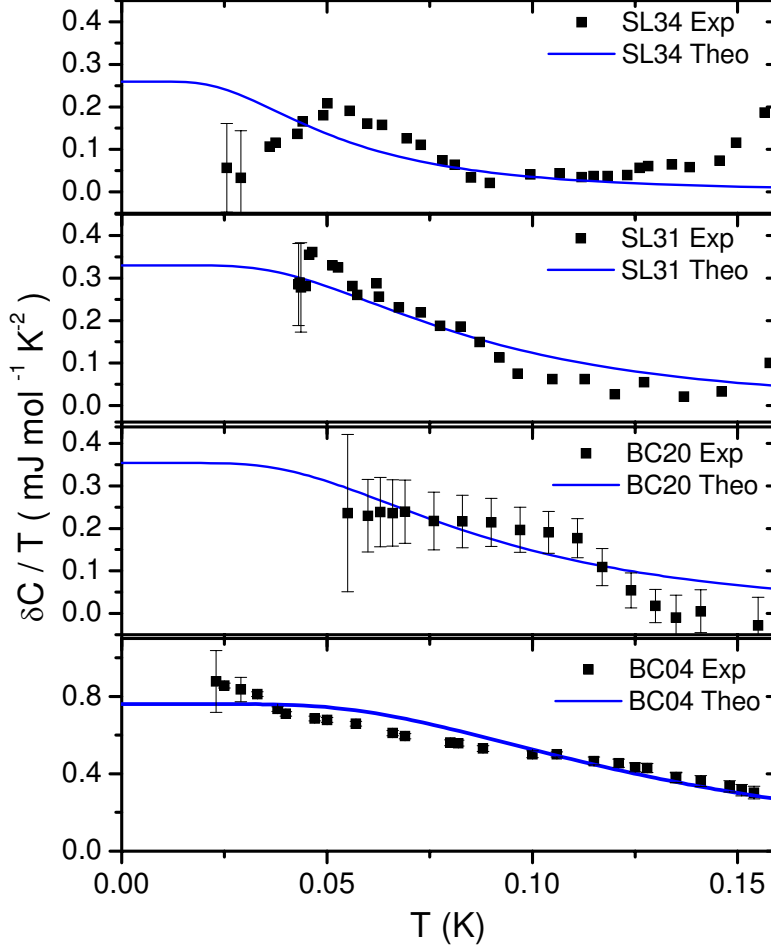 0.4
0.3
0.2
0.1
0.0
SL34 Exp
SL34 Theo
0.4
0.3
0.2
0.1
0.0
SL31 Exp
SL31 Theo
0.4
0.3
0.2
0.1
0.0
BC20 Exp
BC20 Theo
0.8
0.4
0.0
BC04 Exp
BC04 Theo
δC / T ( mJ mol ⁻¹ K⁻²)
0.00 0.05 0.10 0.15
T (K)